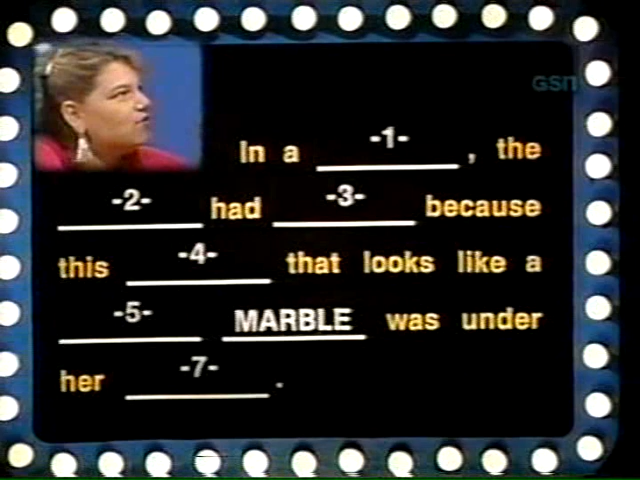 GSN
In a -1- , the
-2- had -3- because
this -4- that looks like a
-5- MARBLE was under
her -7- .